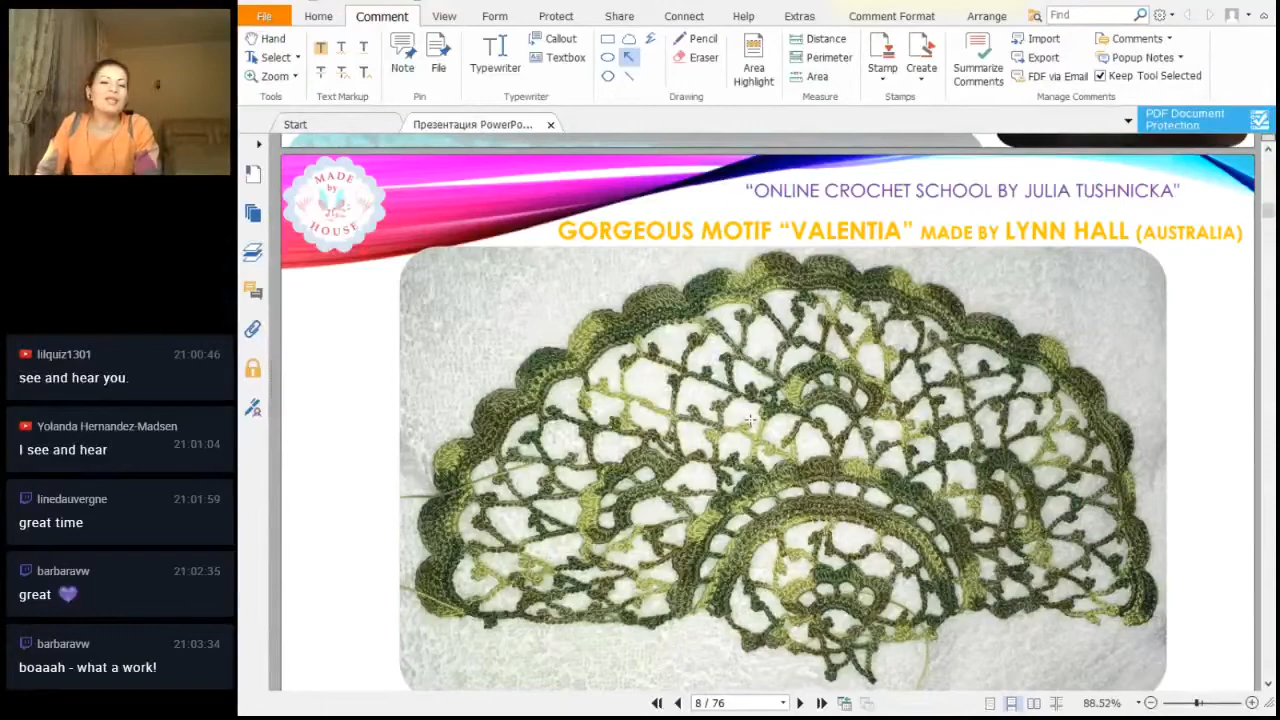 File
Home
Comment
View
Form
Protect
Share
Connect
Help
Extras
Comment Format
Arrange
Find
Hand
Select
Zoom
Tools
Text Markup
Note
File
Pin
Typewriter
Callout
Textbox
Typewriter
Pencil
Eraser
Drawing
Area
Highlight
Distance
Perimeter
Area
Measure
Stamp
Create
Stamps
Summarize
Comments
Import
Export
FDF via Email
Comments
Popup Notes
Keep Tool Selected
Manage Comments
Start
Презентация PowerPo...
PDF Document
Protection
MADE
by
HOUSE
“ONLINE CROCHET SCHOOL BY JULIA TUSHNICKA”
GORGEOUS MOTIF “VALENTIA” MADE BY LYNN HALL (AUSTRALIA)
lilquiz1301 21:00:46
see and hear you.
Yolanda Hernandez-Madsen
21:01:04
I see and hear
linedauvergne 21:01:59
great time
barbaravw 21:02:35
great
barbaravw 21:03:34
boaaah - what a work!
8 / 76
88.52%